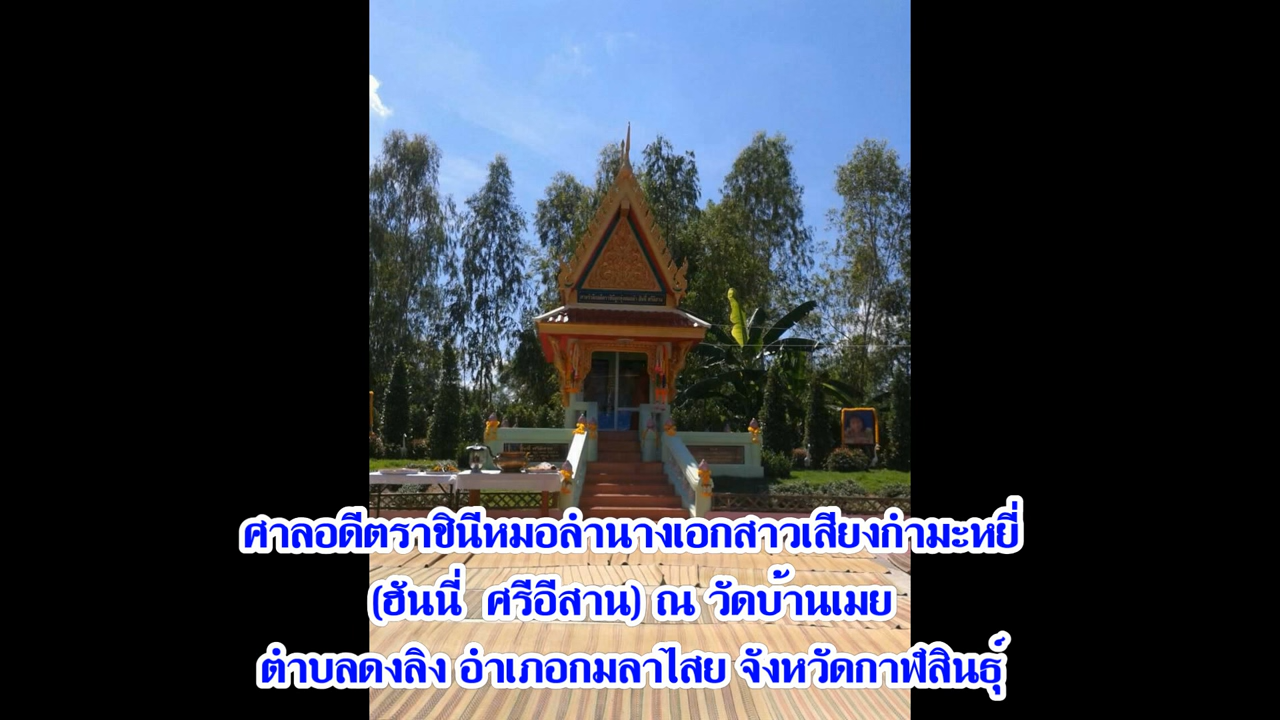 ศาลอดีตราชินีหมอลำนางเอกสาวเสียงกำมะหยี่
(ฮันนี่ ศรีอีสาน) ณ วัดบ้านเมย
ตำบลดงลิง อำเภอกมลาไสย จังหวัดกาฬสินธุ์